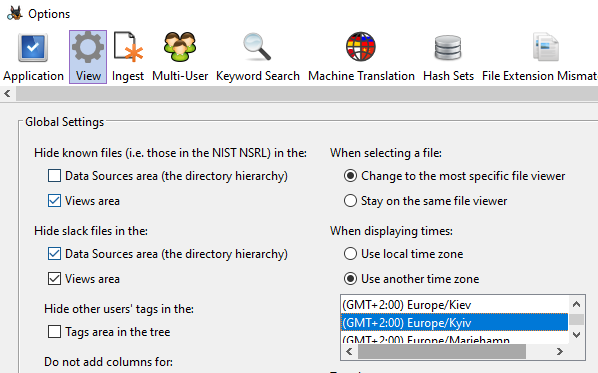 Options
Application View Ingest Multi-User Keyword Search Machine Translation Hash Sets File Extension Mismat
Global Settings
Hide known files (i.e. those in the NIST NSRL) in the:
Data Sources area (the directory hierarchy)
Views area
Hide slack files in the:
Data Sources area (the directory hierarchy)
Views area
Hide other users' tags in the:
Tags area in the tree
Do not add columns for:
When selecting a file:
Change to the most specific file viewer
Stay on the same file viewer
When displaying times:
Use local time zone
Use another time zone
(GMT+2:00) Europe/Kiev
(GMT+2:00) Europe/Kyiv
(GMT+2:00) Europe/Mariehamn